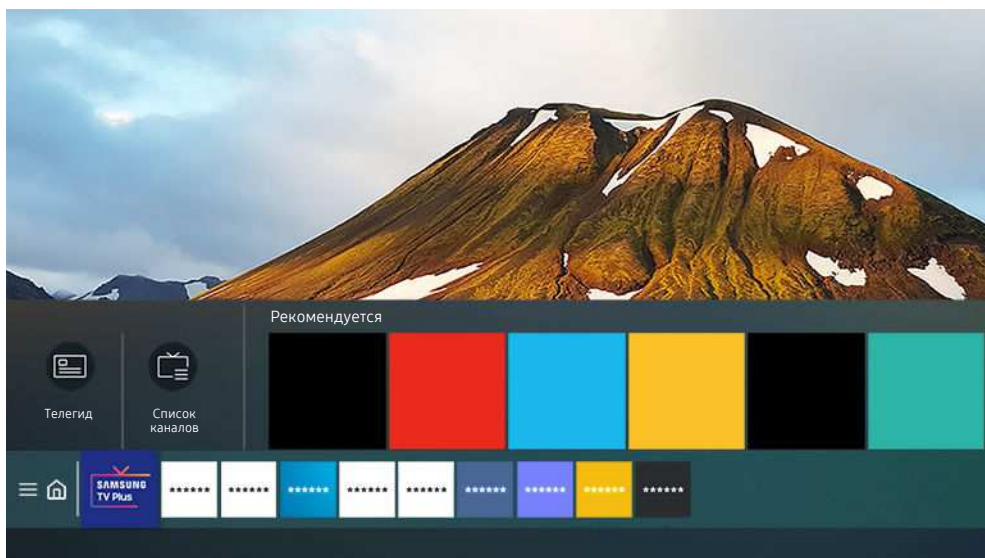 Рекомендуется
Телегид
Список
каналов
SAMSUNG
TV Plus
****** ****** ****** ****** ****** ****** ****** ****** ******